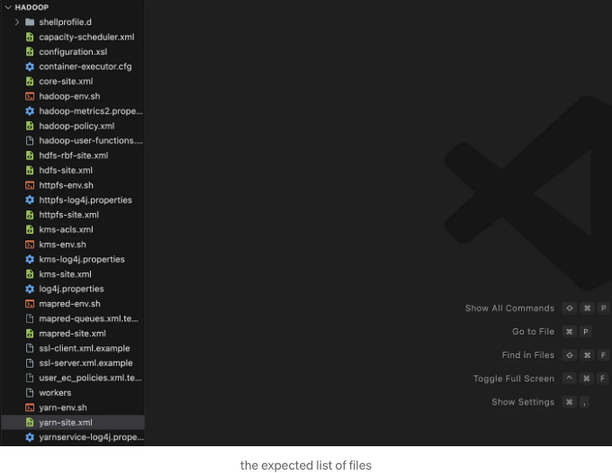 HADOOP
shellprofile.d
capacity-scheduler.xml
configuration.xsl
container-executor.cfg
core-site.xml
hadoop-env.sh
hadoop-metrics2.prope...
hadoop-policy.xml
hadoop-user-functions....
hdfs-rbf-site.xml
hdfs-site.xml
httpfs-env.sh
httpfs-log4j.properties
httpfs-site.xml
kms-acls.xml
kms-env.sh
kms-log4j.properties
kms-site.xml
log4j.properties
mapred-env.sh
mapred-queues.xml.te...
mapred-site.xml
ssl-client.xml.example
ssl-server.xml.example
user_ec_policies.xml.te...
workers
yarn-env.sh
yarn-site.xml
yarnservice-log4j.prope...
Show All Commands ⇧ ⌘ P
Go to File ⌘ P
Find in Files ⇧ ⌘ F
Toggle Full Screen ^ ⌘ F
Show Settings ⌘ ,
the expected list of files